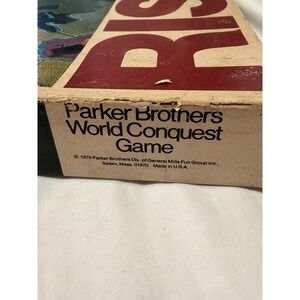 RIS
Parker Brothers
World Conquest
Game
© 1975 Parker Brothers Div. of General Mills Fun Group Inc.,
Salem, Mass. 01970 Made in U.S.A.